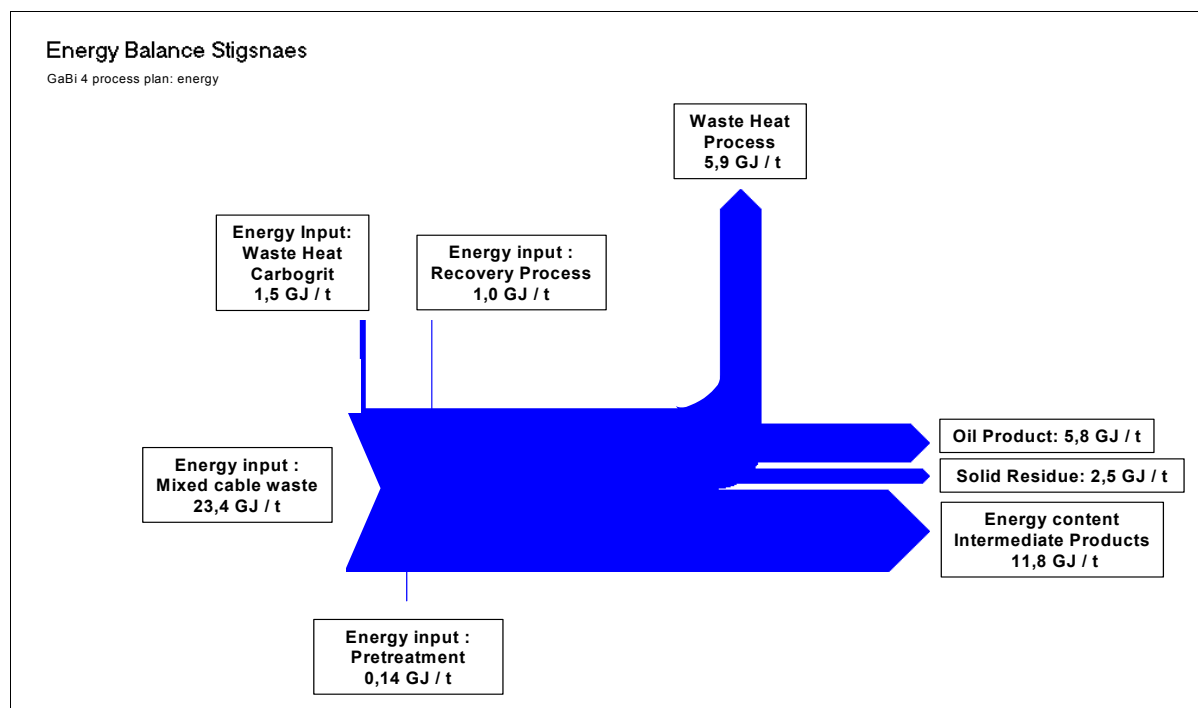 Energy Balance Stigsnaes
GaBi 4 process plan: energy
Waste Heat
Process
5,9 GJ / t
Energy Input:
Waste Heat
Carbogrit
1,5 GJ / t
Energy input :
Recovery Process
1,0 GJ / t
Energy input :
Mixed cable waste
23,4 GJ / t
Oil Product: 5,8 GJ / t
Solid Residue: 2,5 GJ / t
Energy content
Intermediate Products
11,8 GJ / t
Energy input :
Pretreatment
0,14 GJ / t